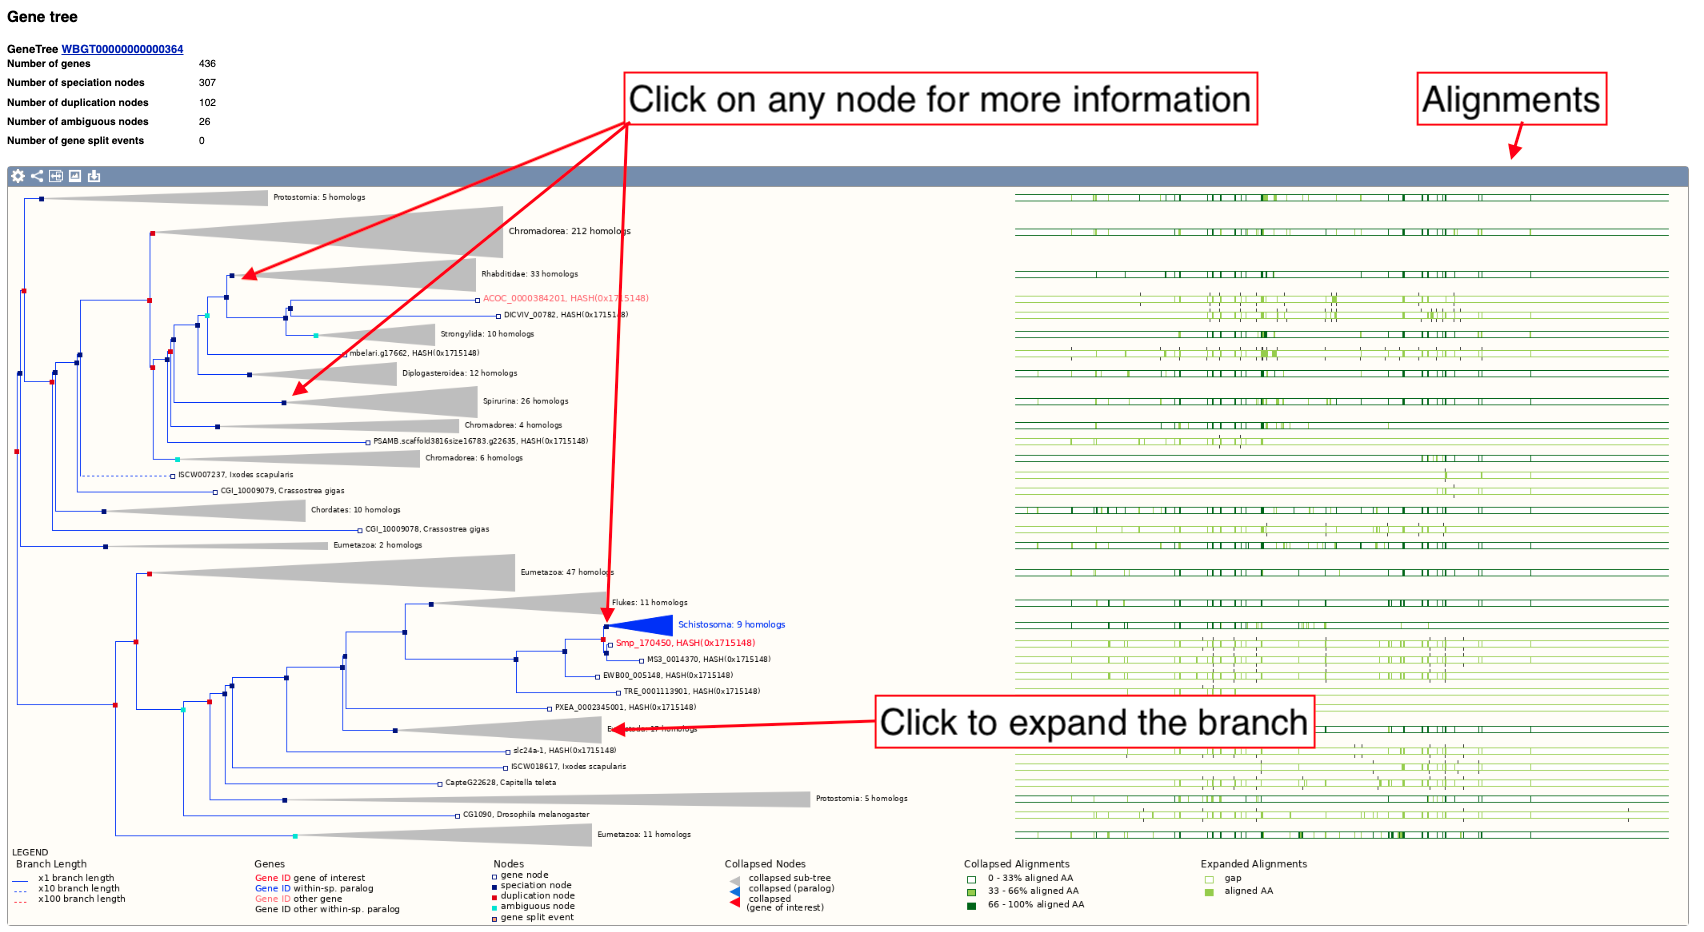 Gene tree
GeneTree WBGT00000000000364
Number of genes 436
Number of speciation nodes 307
Number of duplication nodes 102
Number of ambiguous nodes 26
Number of gene split events 0
Click on any node for more information
Alignments
Protostomia: 5 homologs
Chromadorea: 212 homologs
Rhabditidae: 33 homologs
ACOC_0000384201, HASH(0x1715148)
DICVIV_00782, HASH(0x1715148)
Strongylida: 10 homologs
mbelari.g17662, HASH(0x1715148)
Diplogasteroidea: 12 homologs
Spirurina: 26 homologs
Chromadorea: 4 homologs
PSAMB.scaffold3816size16783.g22635, HASH(0x1715148)
Chromadorea: 6 homologs
ISCW007237, Ixodes scapularis
CGI_10009079, Crassostrea gigas
Chordates: 10 homologs
CGI_10009078, Crassostrea gigas
Eumetazoa: 2 homologs
Eumetazoa: 47 homologs
Flukes: 11 homologs
Schistosoma: 9 homologs
Smp_170450, HASH(0x1715148)
MS3_0014370, HASH(0x1715148)
EWB00_005148, HASH(0x1715148)
TRE_0001113901, HASH(0x1715148)
PXEA_0002345001, HASH(0x1715148)
Click to expand the branch
homologs
slc24a-1, HASH(0x1715148)
ISCW018617, Ixodes scapularis
CapteG22628, Capitella teleta
Protostomia: 5 homologs
CG1090, Drosophila melanogaster
Eumetazoa: 11 homologs
LEGEND
Branch Length
x1 branch length
x10 branch length
x100 branch length
Genes
Gene ID gene of interest
Gene ID within-sp. paralog
Gene ID other gene
Gene ID other within-sp. paralog
Nodes
gene node
speciation node
duplication node
ambiguous node
gene split event
Collapsed Nodes
collapsed sub-tree
collapsed (paralog)
collapsed
(gene of interest)
Collapsed Alignments
0 - 33% aligned AA
33 - 66% aligned AA
66 - 100% aligned AA
Expanded Alignments
gap
aligned AA